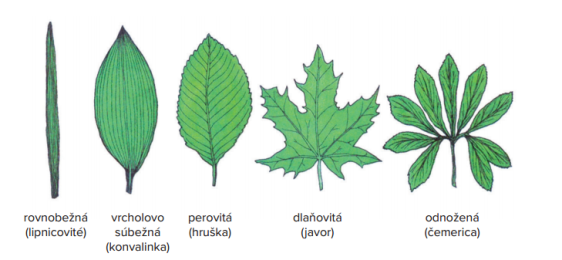 rovnobežná
(lipnicovité)
vrcholovo
súbežná
(konvalinka)
perovitá
(hruška)
dlaňovitá
(javor)
odnožená
(čemerica)